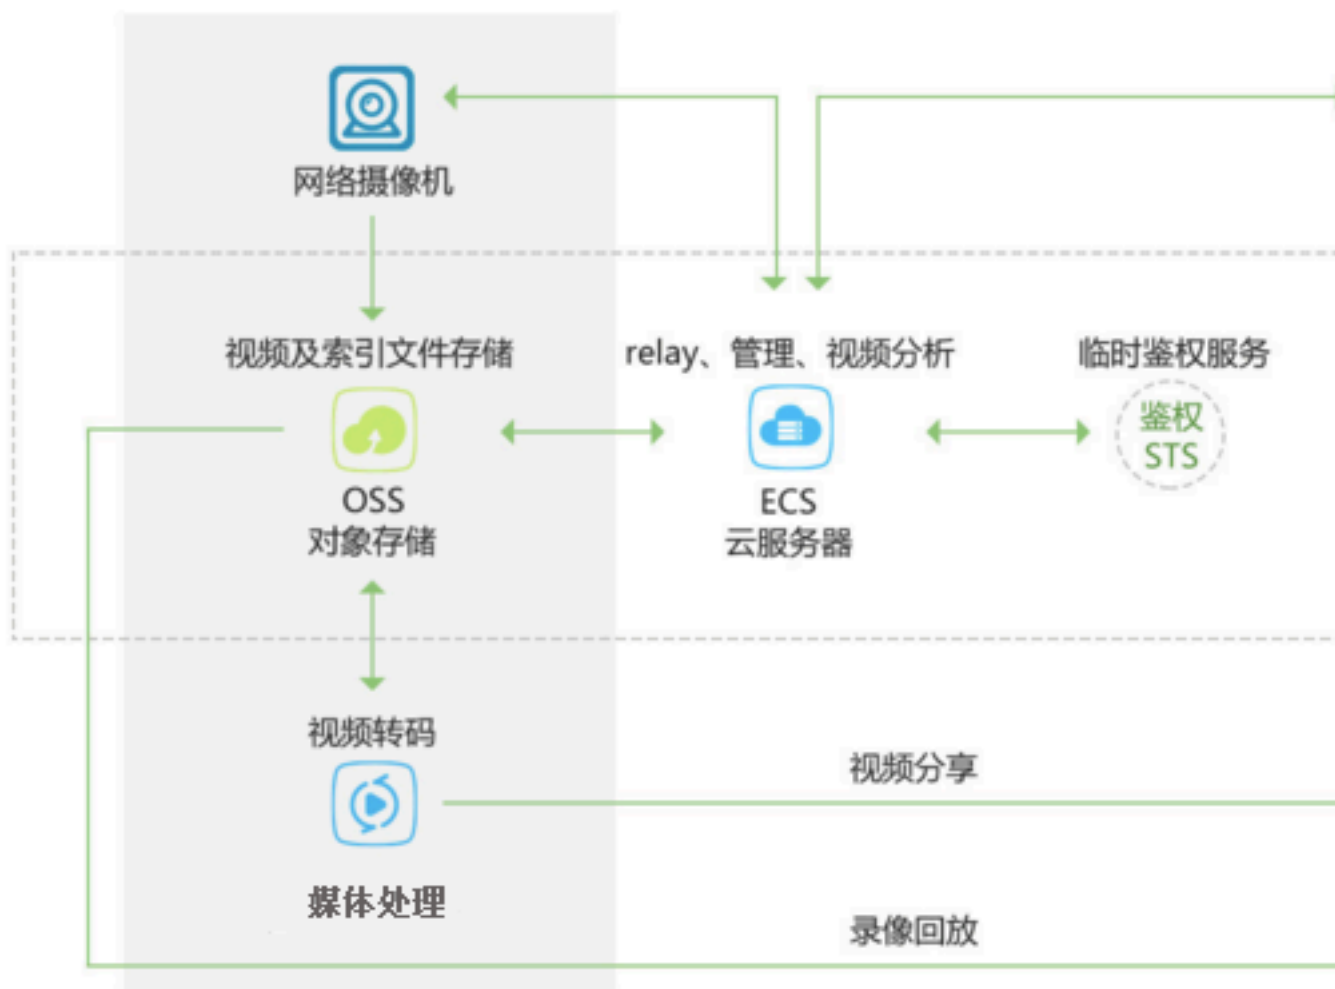 网络摄像机
视频及索引文件存储
relay、管理、视频分析
临时鉴权服务
鉴权
STS
OSS
对象存储
ECS
云服务器
视频转码
视频分享
媒体处理
录像回放